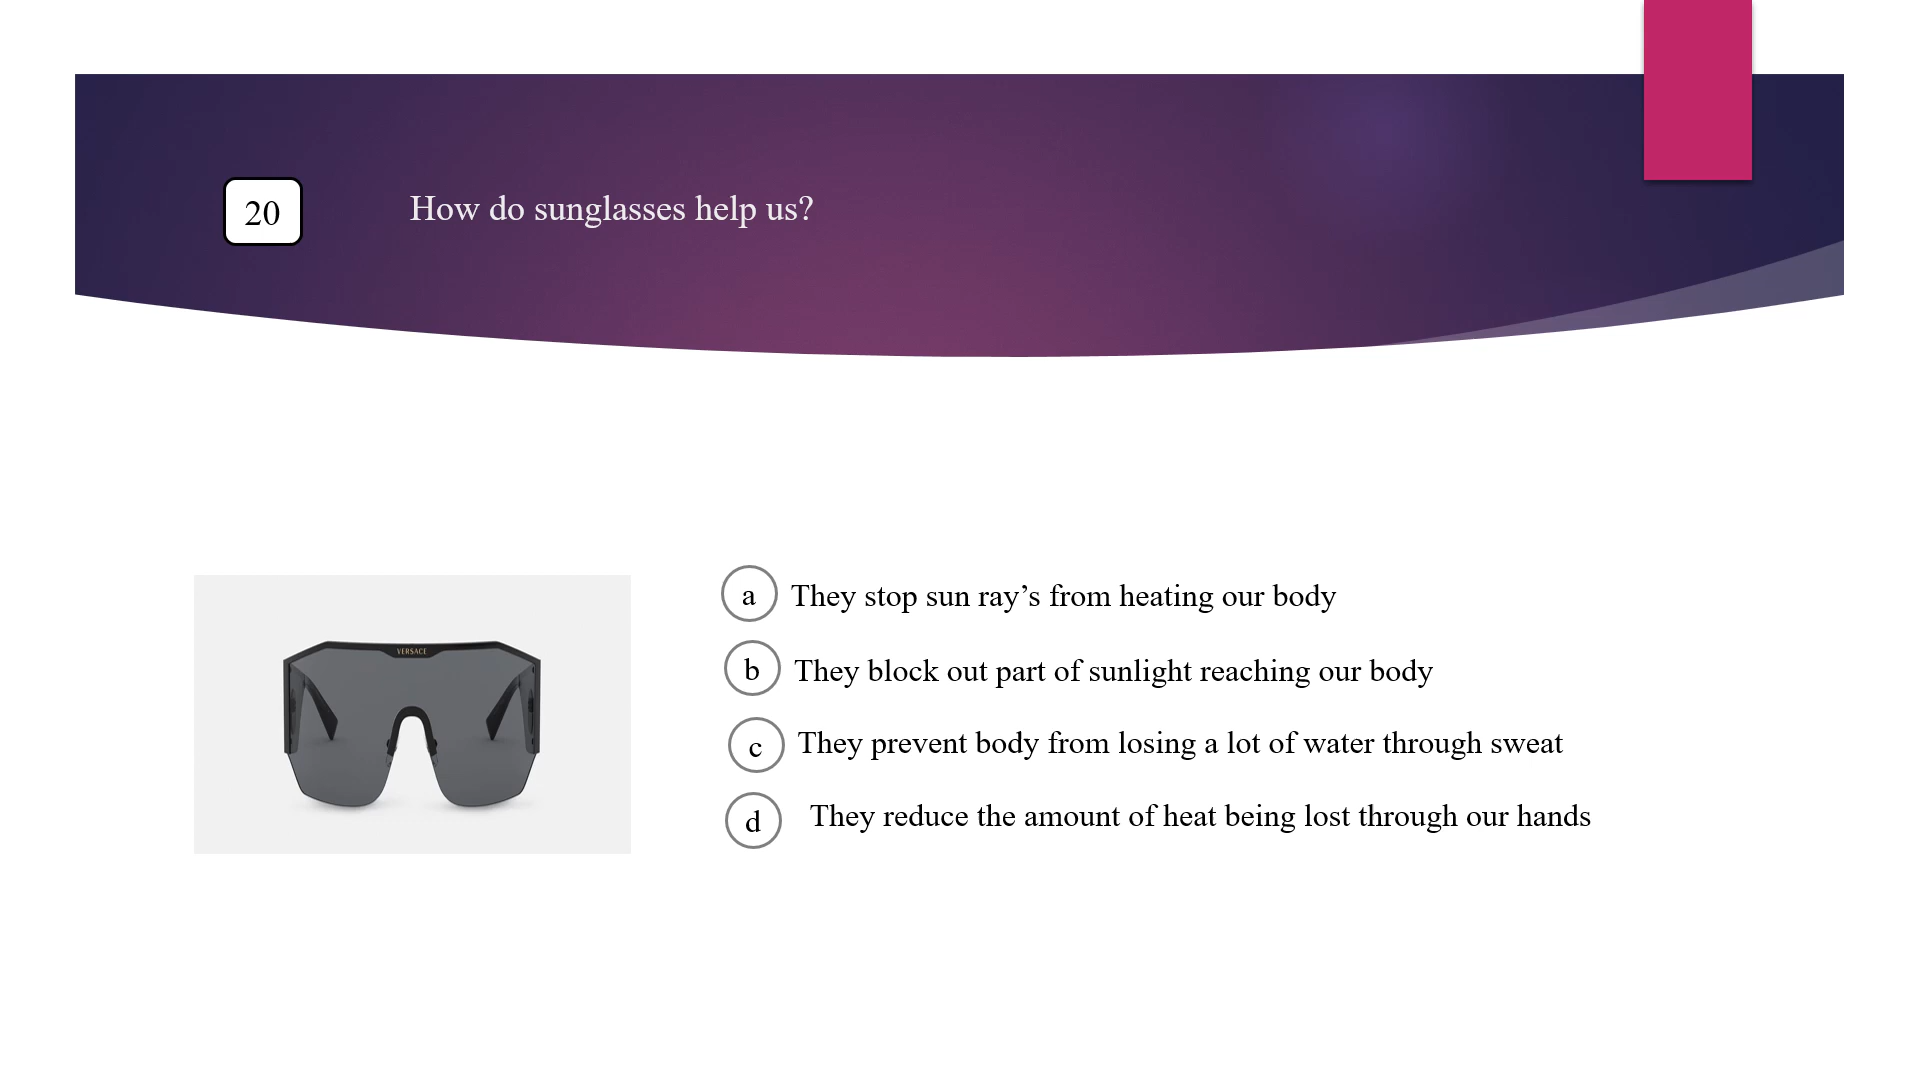 20
How do sunglasses help us?
VERSACE
a
They stop sun ray’s from heating our body
b
They block out part of sunlight reaching our body
c
They prevent body from losing a lot of water through sweat
d
They reduce the amount of heat being lost through our hands